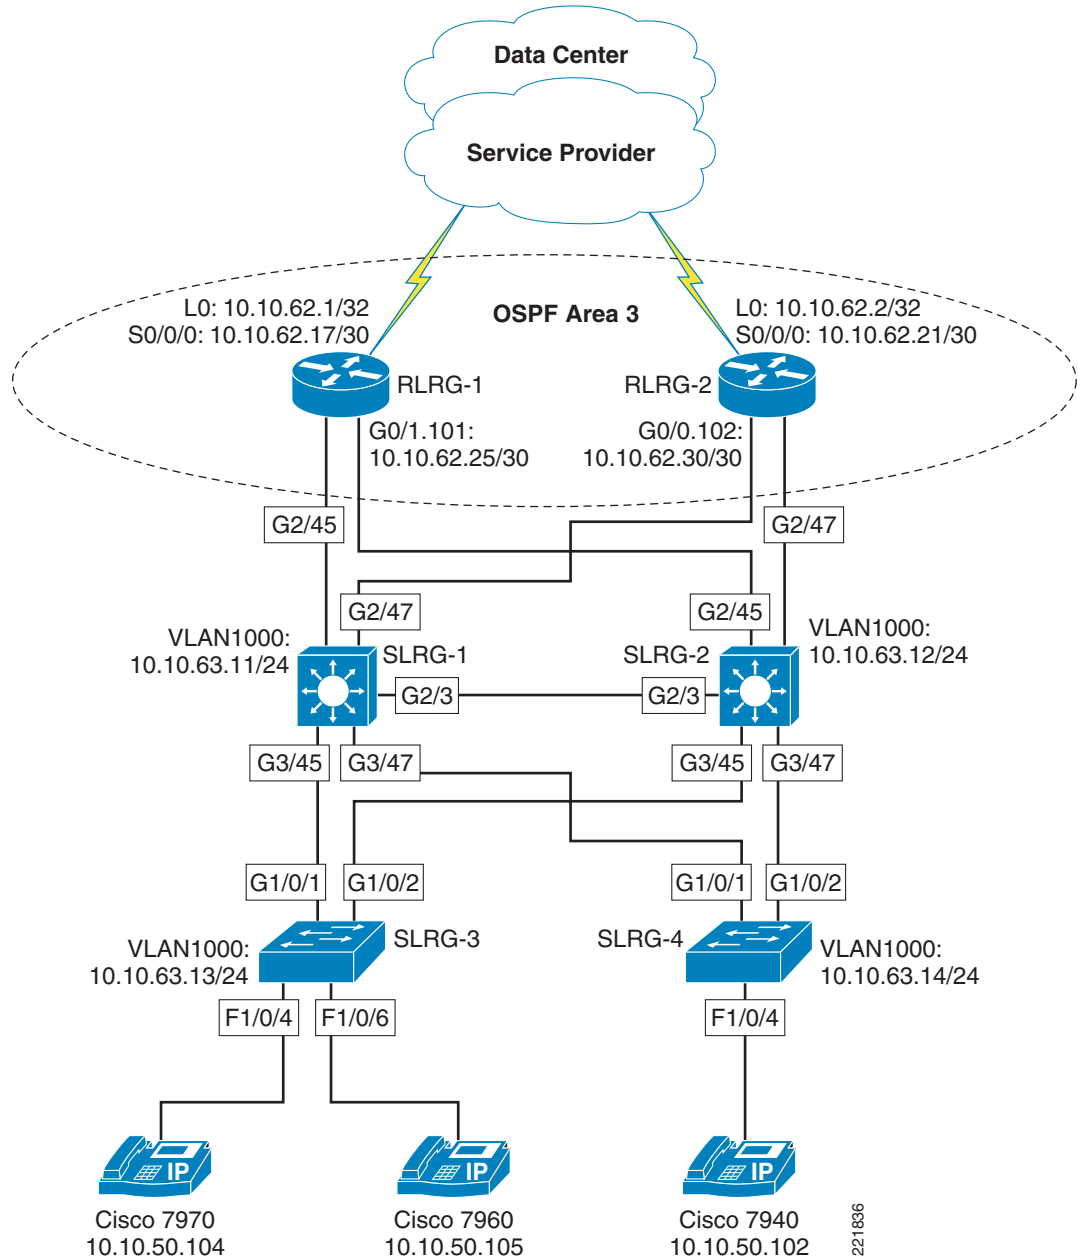 Data Center
Service Provider
OSPF Area 3
L0: 10.10.62.1/32
S0/0/0: 10.10.62.17/30
L0: 10.10.62.2/32
S0/0/0: 10.10.62.21/30
RLRG-1
RLRG-2
G0/1.101:
10.10.62.25/30
G0/0.102:
10.10.62.30/30
G2/45
G2/47
G2/47
G2/45
VLAN1000:
10.10.63.11/24
SLRG-1
SLRG-2
VLAN1000:
10.10.63.12/24
G2/3
G2/3
G3/45
G3/47
G3/45
G3/47
G1/0/1
G1/0/2
G1/0/1
G1/0/2
VLAN1000:
10.10.63.13/24
SLRG-3
SLRG-4
VLAN1000:
10.10.63.14/24
F1/0/4
F1/0/6
F1/0/4
IP
IP
IP
Cisco 7970
10.10.50.104
Cisco 7960
10.10.50.105
Cisco 7940
10.10.50.102
221836